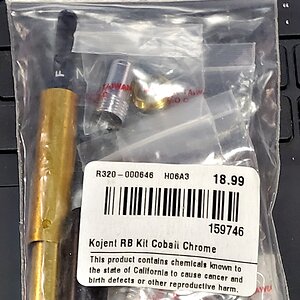 TAIWAN
R320-000646 H06A3 18.99
159746
Kojent RB Kit Cobalt Chrome
This product contains chemicals known to
the state of California to cause cancer and
birth defects or other reproductive harm.